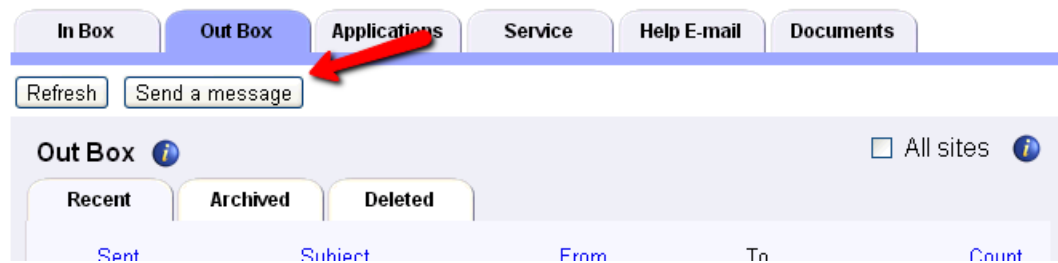 In Box Out Box Applications Service Help E-mail Documents
Refresh Send a message
Out Box All sites
Recent Archived Deleted
Sent Subject From To Count